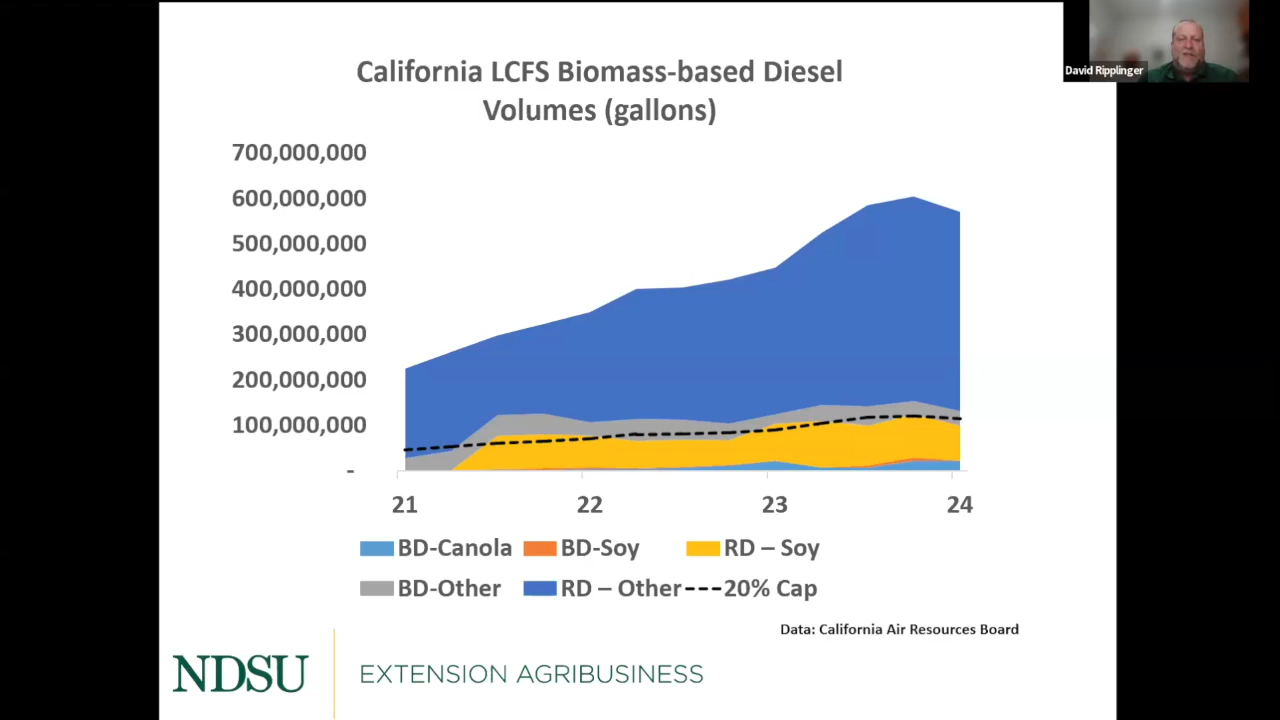 David Ripplinger
California LCFS Biomass-based Diesel
Volumes (gallons)
700,000,000
600,000,000
500,000,000
400,000,000
300,000,000
200,000,000
100,000,000
-
21 22 23 24
BD-Canola BD-Soy RD – Soy
BD-Other RD – Other 20% Cap
Data: California Air Resources Board
NDSU EXTENSION AGRIBUSINESS